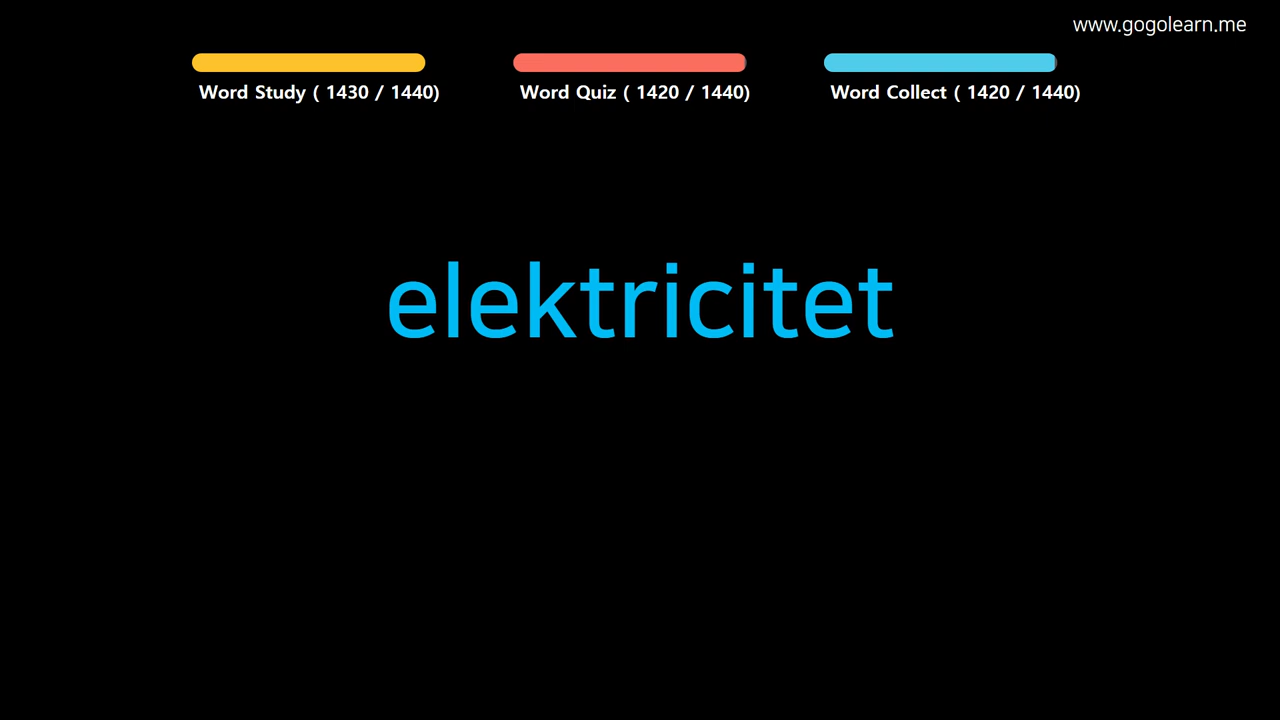 www.gogolearn.me
Word Study ( 1430 / 1440)
Word Quiz ( 1420 / 1440)
Word Collect ( 1420 / 1440)
elektricitet